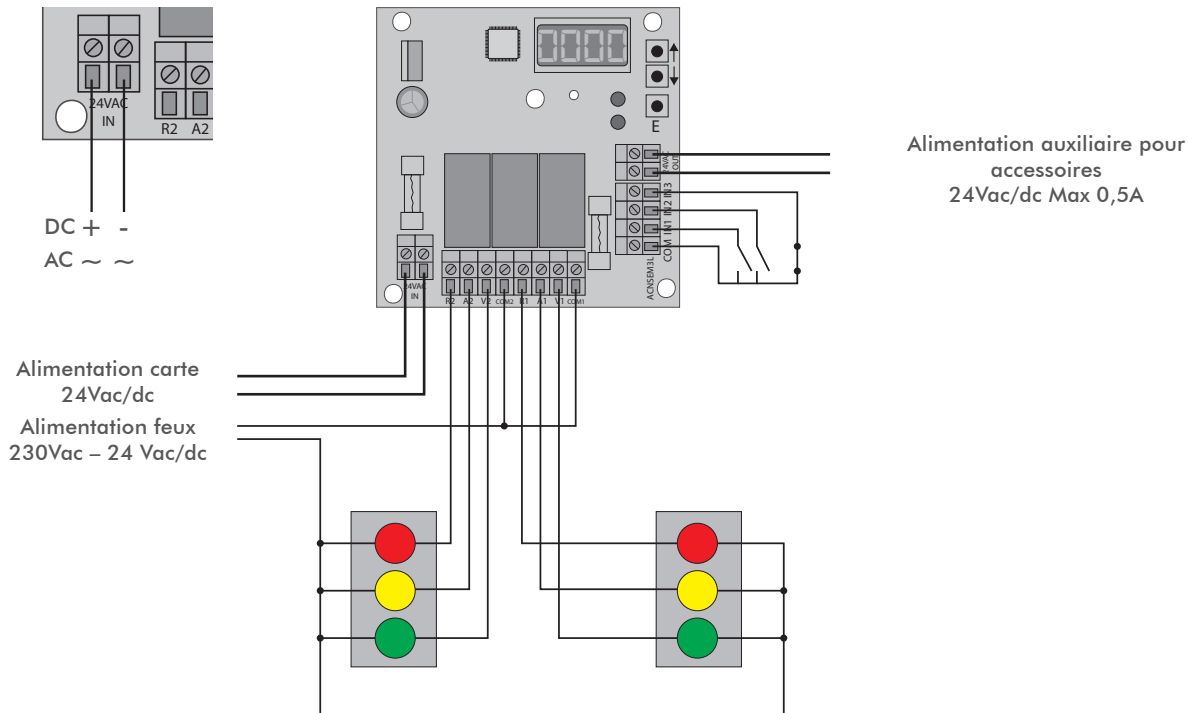 24VAC
IN
R2 A2
DC + -
AC ~ ~
E
24VAC
OUT
COM IN1 IN2 IN3
ACNSEM3L
24VAC
IN
R2 A2 V2 COM2 R1 A1 V1 COM1
Alimentation auxiliaire pour
accessoires
24Vac/dc Max 0,5A
Alimentation carte
24Vac/dc
Alimentation feux
230Vac – 24 Vac/dc